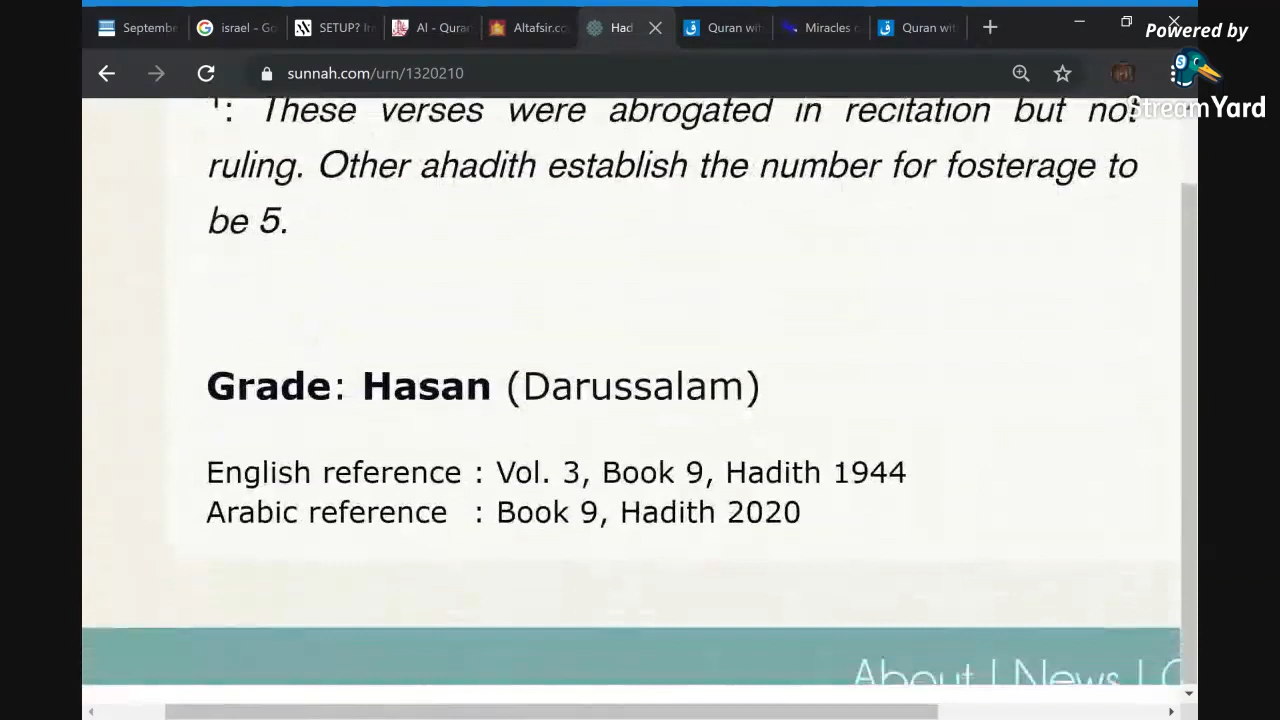 Septembe
israel - Go
SETUP? In
Al - Quran
Altafsir.co
Had
Quran wit
Miracles o
Quran wit
Powered by
sunnah.com/urn/1320210
StreamYard
1: These verses were abrogated in recitation but not
ruling. Other ahadith establish the number for fosterage to
be 5.
Grade: Hasan (Darussalam)
English reference : Vol. 3, Book 9, Hadith 1944
Arabic reference : Book 9, Hadith 2020
About | News |